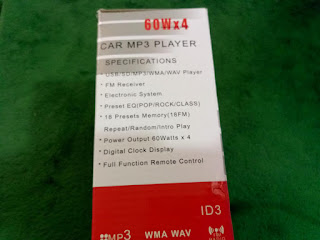 60Wx4
CAR MP3 PLAYER
SPECIFICATIONS
* USB/SD/MP3/WMA/WAV Player
* FM Receiver
* Electronic System
* Preset EQ(POP/ROCK/CLASS)
* 18 Presets Memory(18FM)
Repeat/Random/Intro Play
* Power Output 60Watts x 4
* Digital Clock Display
* Full Function Remote Control
ID3
MP3 WMA WAV
RADIO